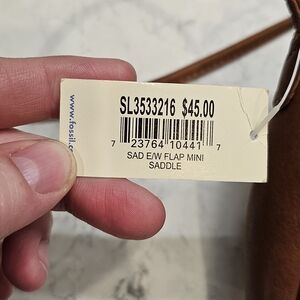 SL3533216 $45.00
7 23764 10441 7
SAD E/W FLAP MINI
SADDLE
www.fossil.